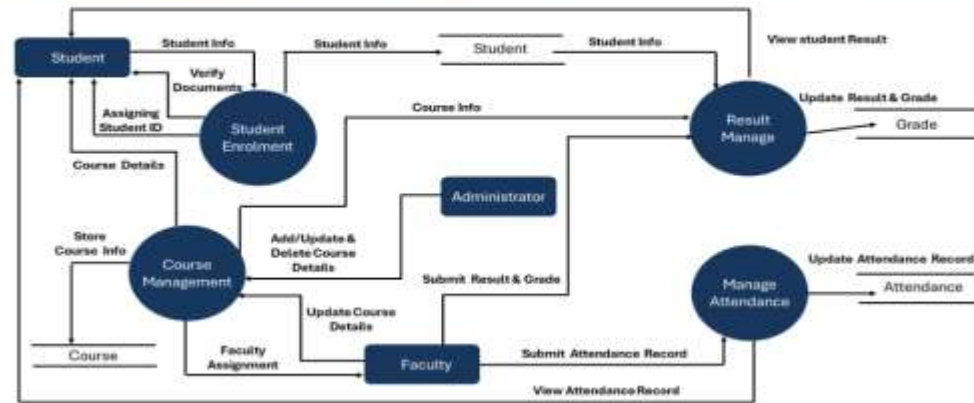 Student Info
Student Info
Student
Student Info
View student Result
Student
Verify
Documents
Assigning
Student ID
Student
Enrolment
Course Info
Result
Manage
Update Result & Grade
Grade
Course Details
Administrator
Store
Course Info
Course
Management
Add/Update &
Delete Course
Details
Submit Result & Grade
Manage
Attendance
Update Attendance Record
Attendance
Update Course
Details
Course
Faculty
Assignment
Faculty
Submit Attendance Record
View Attendance Record